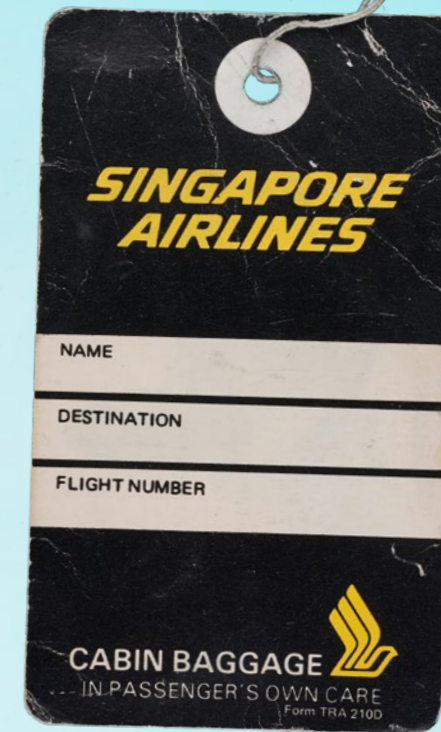 SINGAPORE
AIRLINES
NAME
DESTINATION
FLIGHT NUMBER
CABIN BAGGAGE
IN PASSENGER'S OWN CARE
Form TRA 210D